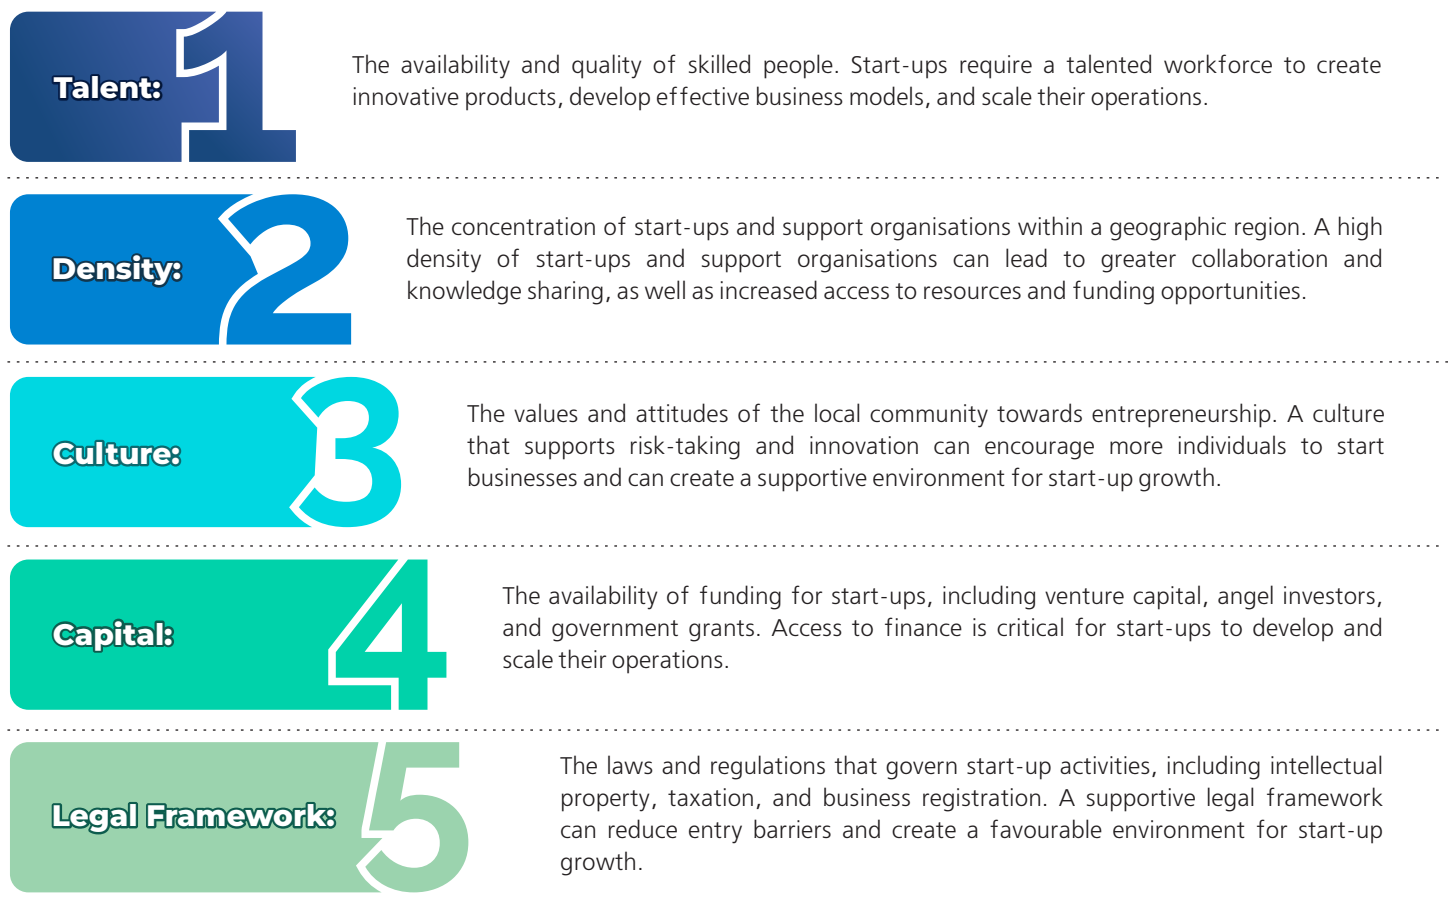 Talent:
1
The availability and quality of skilled people. Start-ups require a talented workforce to create
innovative products, develop effective business models, and scale their operations.
Density:
2
The concentration of start-ups and support organisations within a geographic region. A high
density of start-ups and support organisations can lead to greater collaboration and
knowledge sharing, as well as increased access to resources and funding opportunities.
Culture:
3
The values and attitudes of the local community towards entrepreneurship. A culture
that supports risk-taking and innovation can encourage more individuals to start
businesses and can create a supportive environment for start-up growth.
Capital:
4
The availability of funding for start-ups, including venture capital, angel investors,
and government grants. Access to finance is critical for start-ups to develop and
scale their operations.
Legal Framework:
5
The laws and regulations that govern start-up activities, including intellectual
property, taxation, and business registration. A supportive legal framework
can reduce entry barriers and create a favourable environment for start-up
growth.